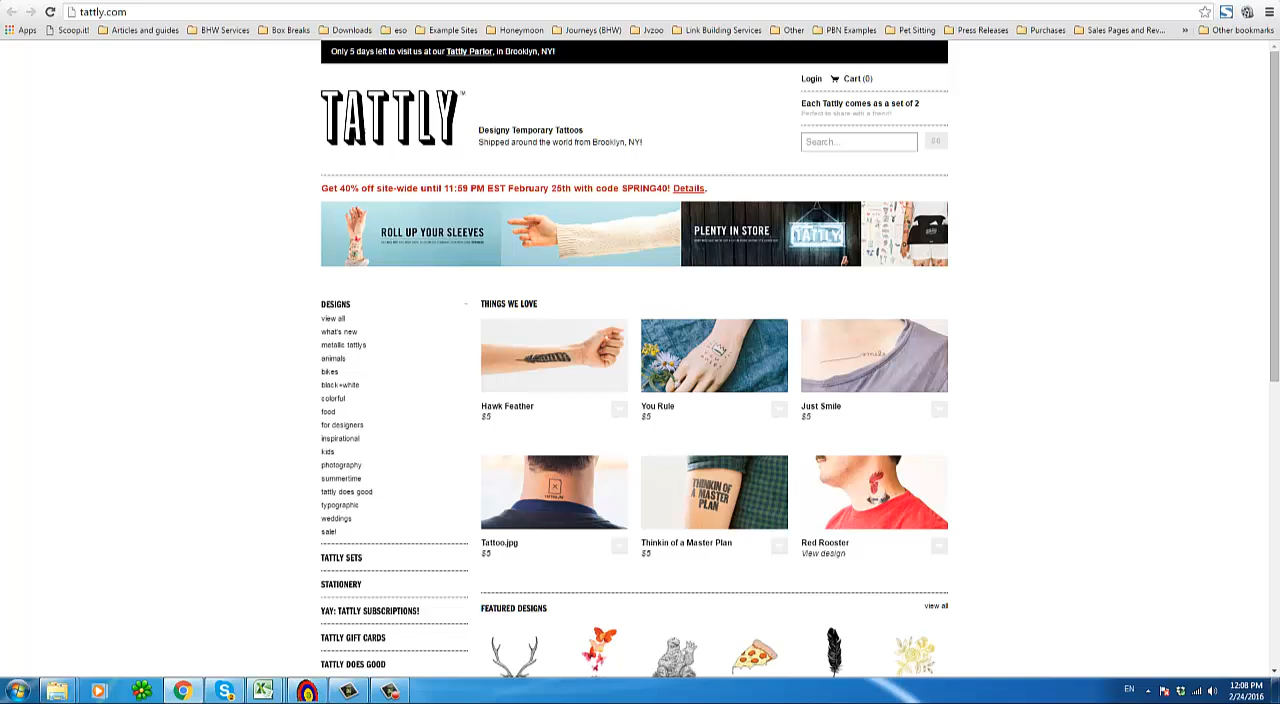 tattly.com
Apps Scoop.it! Articles and guides BHW Services Box Breaks Downloads eso Example Sites Honeymoon Journeys (BHW) Jvzoo Link Building Services Other PBN Examples Pet Sitting Press Releases Purchases Sales Pages and Rev... » Other bookmarks
Only 5 days left to visit us at our Tattly Parlor, in Brooklyn, NY!
Login Cart (0)
Each Tattly comes as a set of 2
Perfect to share with a friend!
TATTLY™
Designy Temporary Tattoos
Shipped around the world from Brooklyn, NY!
Search...
Get 40% off site-wide until 11:59 PM EST February 25th with code SPRING40! Details.
ROLL UP YOUR SLEEVES
PLENTY IN STORE
TATTLY
DESIGNS
view all
what's new
metallic tattlys
animals
bikes
black+white
colorful
food
for designers
inspirational
kids
photography
summertime
tattly does good
typographic
weddings
sale!
TATTLY SETS
STATIONERY
YAY: TATTLY SUBSCRIPTIONS!
TATTLY GIFT CARDS
TATTLY DOES GOOD
THINGS WE LOVE
smile
Hawk Feather
$5
You Rule
$5
Just Smile
$5
THINKIN OF
A MASTER
PLAN
Tattoo.jpg
$5
Thinkin of a Master Plan
$5
Red Rooster
View design
FEATURED DESIGNS
view all
EN
12:08 PM
2/24/2016